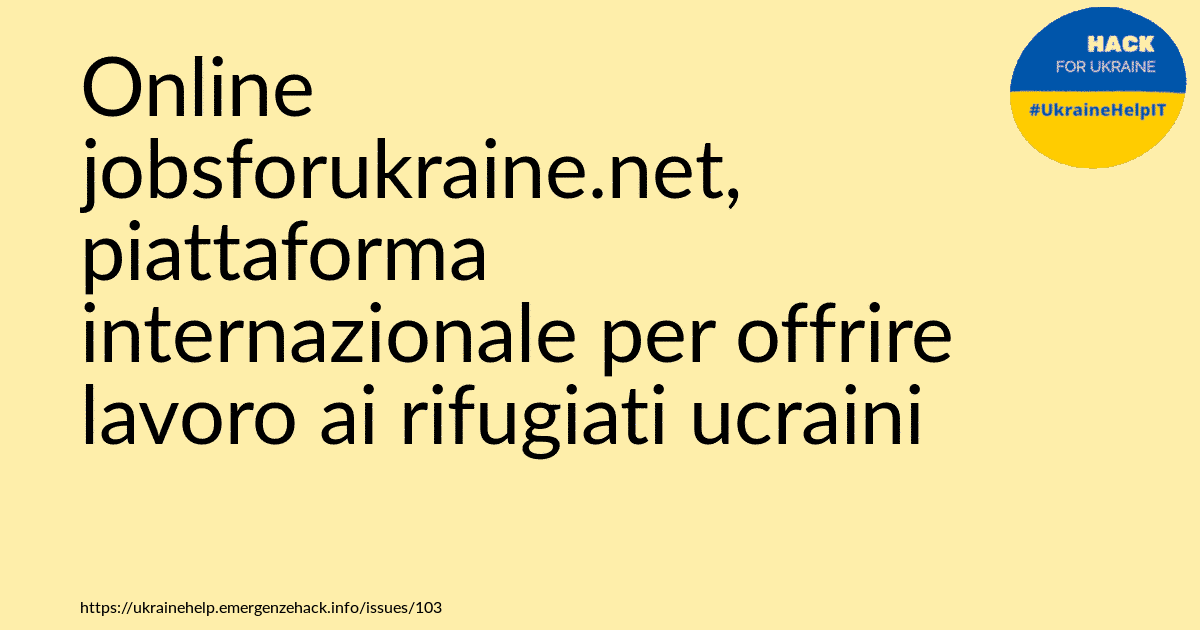 Online
jobsforukraine.net,
piattaforma
internazionale per offrire
lavoro ai rifugiati ucraini
HACK
FOR UKRAINE
#UkraineHelpIT
https://ukrainehelp.emergenzehack.info/issues/103